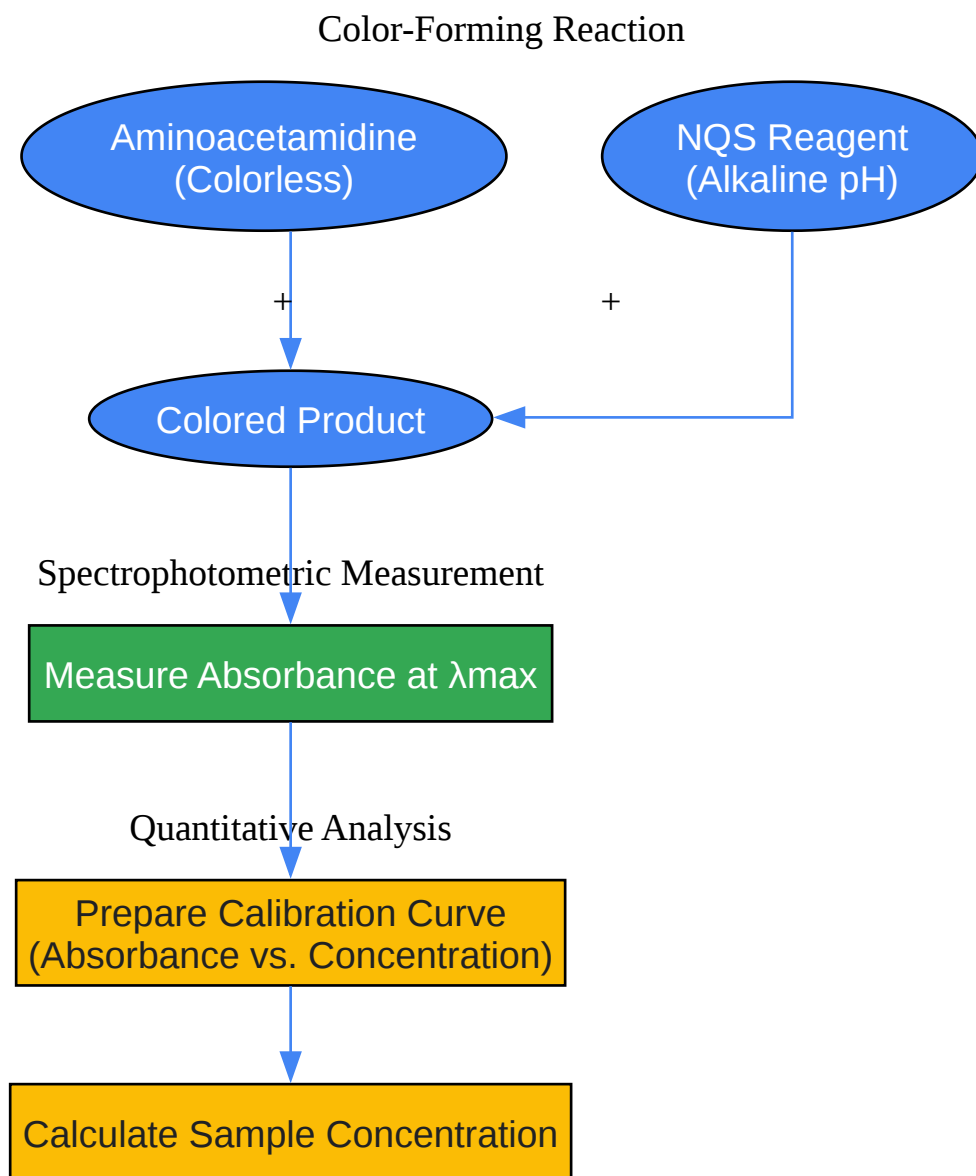 Color-Forming Reaction
Aminoacetamidine
(Colorless)
NQS Reagent
(Alkaline pH)
+
+
Colored Product
Spectrophotometric Measurement
Measure Absorbance at λmax
Quantitative Analysis
Prepare Calibration Curve
(Absorbance vs. Concentration)
Calculate Sample Concentration